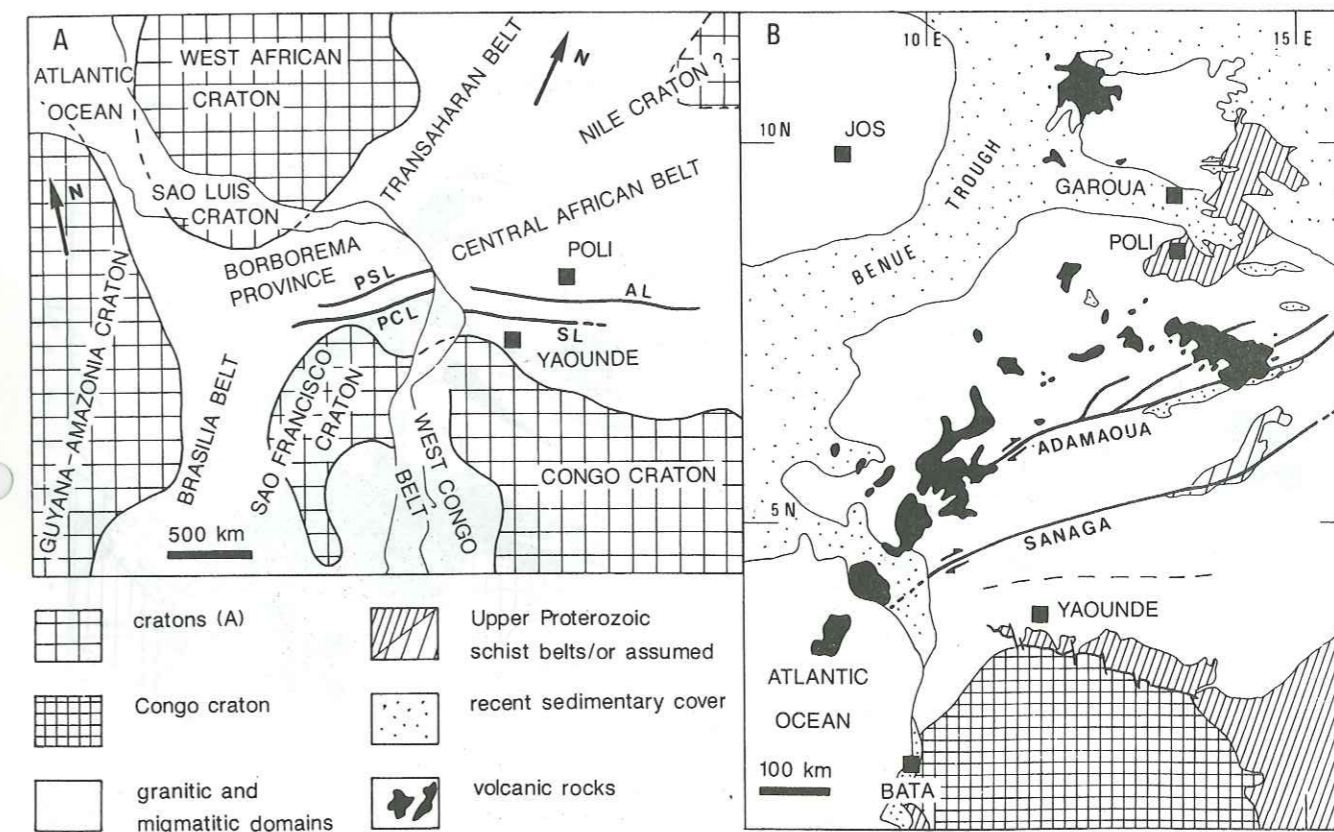 A
ATLANTIC
OCEAN
WEST AFRICAN
CRATON
TRANSAHARAN BELT
N
NILE CRATON ?
N
SAO LUIS
CRATON
CENTRAL AFRICAN BELT
BORBOREMA
PROVINCE
POLI
PSL
AL
PCL
SL
YAOUNDE
GUYANA-AMAZONIA CRATON
BRASILIA BELT
SAO FRANCISCO
CRATON
WEST CONGO
BELT
CONGO CRATON
500 km
B
10 E
15 E
10 N
JOS
BENUE TROUGH
GAROUA
POLI
ADAMAOUA
5 N
SANAGA
YAOUNDE
ATLANTIC
OCEAN
100 km
BATA
cratons (A)
Congo craton
granitic and
migmatitic domains
Upper Proterozoic
schist belts/or assumed
recent sedimentary cover
volcanic rocks